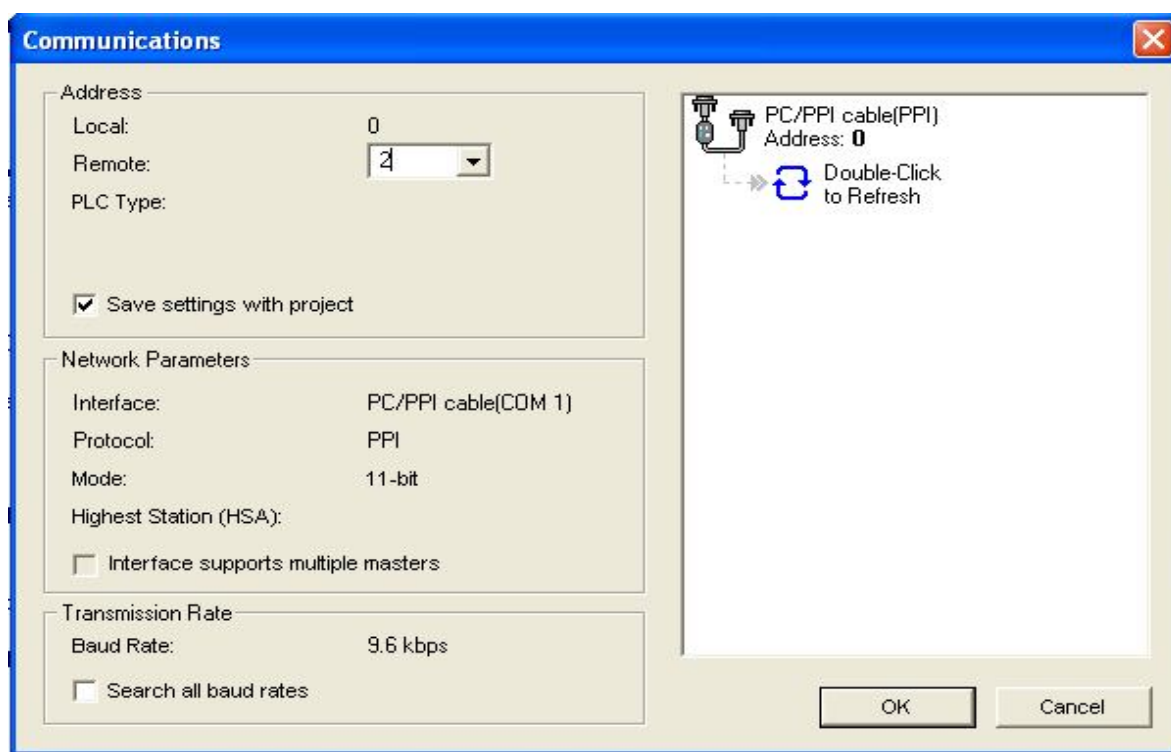 Communications
Address
Local: 0
Remote: 2
PLC Type:
Save settings with project
Network Parameters
Interface: PC/PPI cable(COM 1)
Protocol: PPI
Mode: 11-bit
Highest Station (HSA):
Interface supports multiple masters
Transmission Rate
Baud Rate: 9.6 kbps
Search all baud rates
PC/PPI cable(PPI)
Address: 0
Double-Click
to Refresh
OK
Cancel